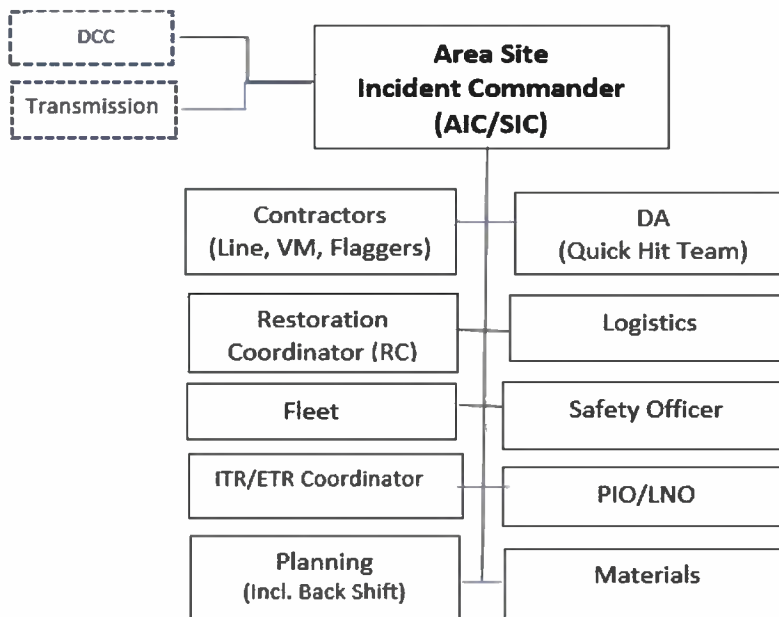 DCC
Transmission
Area Site
Incident Commander
(AIC/SIC)
Contractors
(Line, VM, Flaggers)
DA
(Quick Hit Team)
Restoration
Coordinator (RC)
Logistics
Fleet
Safety Officer
ITR/ETR Coordinator
PIO/LNO
Planning
(Incl. Back Shift)
Materials